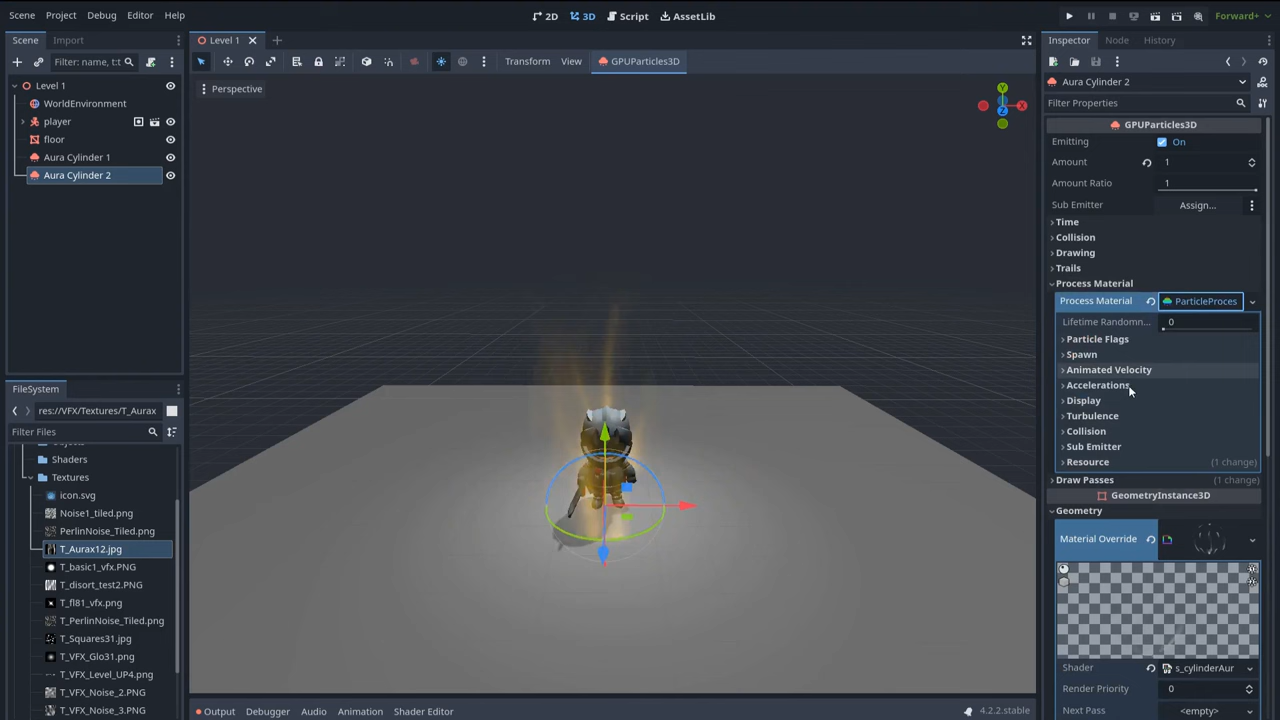 Scene Project Debug Editor Help
2D 3D Script AssetLib
Forward+
Scene Import
Filter: name, t:t
Level 1
WorldEnvironment
player
floor
Aura Cylinder 1
Aura Cylinder 2
FileSystem
res://VFX/Textures/T_Aurax
Filter Files
Shaders
Textures
icon.svg
Noise1_tiled.png
PerlinNoise_Tiled.png
T_Aurax12.jpg
T_basic1_vfx.PNG
T_disort_test2.PNG
T_fl81_vfx.png
T_PerlinNoise_Tiled.png
T_Squares31.jpg
T_VFX_Glo31.png
T_VFX_Level_UP4.png
T_VFX_Noise_2.PNG
T_VFX_Noise_3.PNG
Level 1
Transform View GPUParticles3D
Perspective
Y
X
Z
Output Debugger Audio Animation Shader Editor
4.2.2.stable
Inspector Node History
Aura Cylinder 2
Filter Properties
GPUParticles3D
Emitting On
Amount 1
Amount Ratio 1
Sub Emitter Assign...
Time
Collision
Drawing
Trails
Process Material
Process Material ParticleProces
Lifetime Randomn... 0
Particle Flags
Spawn
Animated Velocity
Accelerations
Display
Turbulence
Collision
Sub Emitter
Resource (1 change)
Draw Passes (1 change)
GeometryInstance3D
Geometry
Material Override
Shader s_cylinderAur
Render Priority 0
Next Pass <empty>